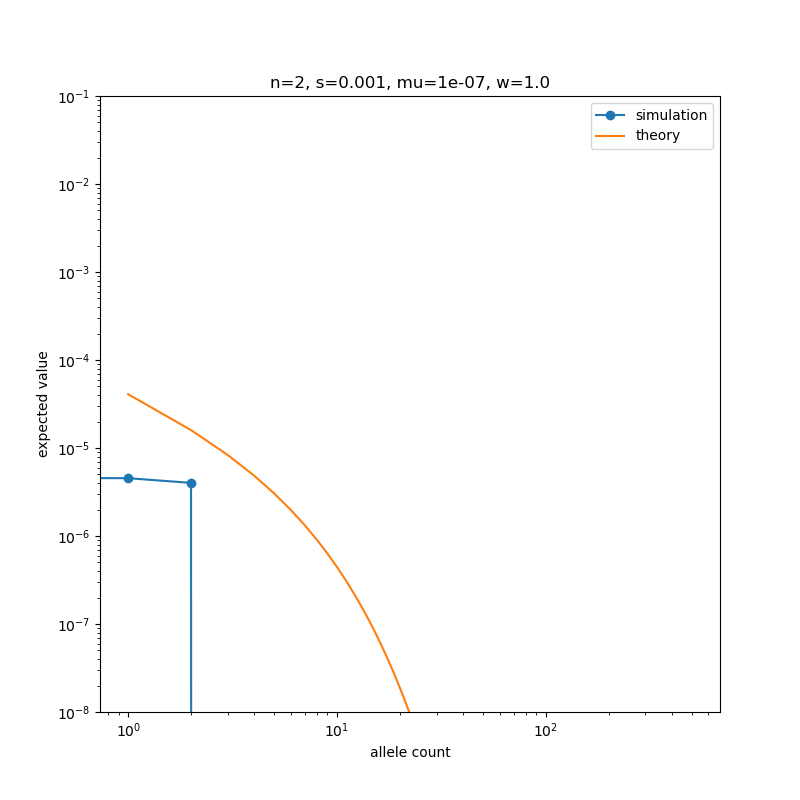 n=2, s=0.001, mu=1e-07, w=1.0
simulation
theory
10⁻¹
10⁻²
10⁻³
10⁻⁴
10⁻⁵
10⁻⁶
10⁻⁷
10⁻⁸
expected value
10⁰ 10¹ 10²
allele count